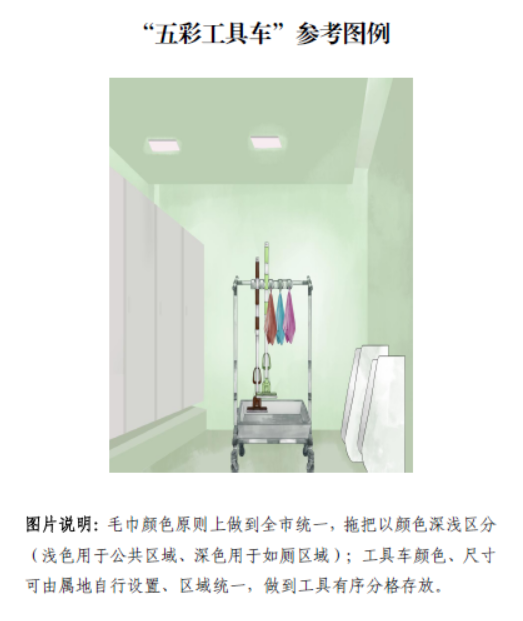 “五彩工具车”参考图例
图片说明：毛巾颜色原则上做到全市统一，拖把以颜色深浅区分
（浅色用于公共区域、深色用于如厕区域）；工具车颜色、尺寸
可由属地自行设置、区域统一，做到工具有序分格存放。